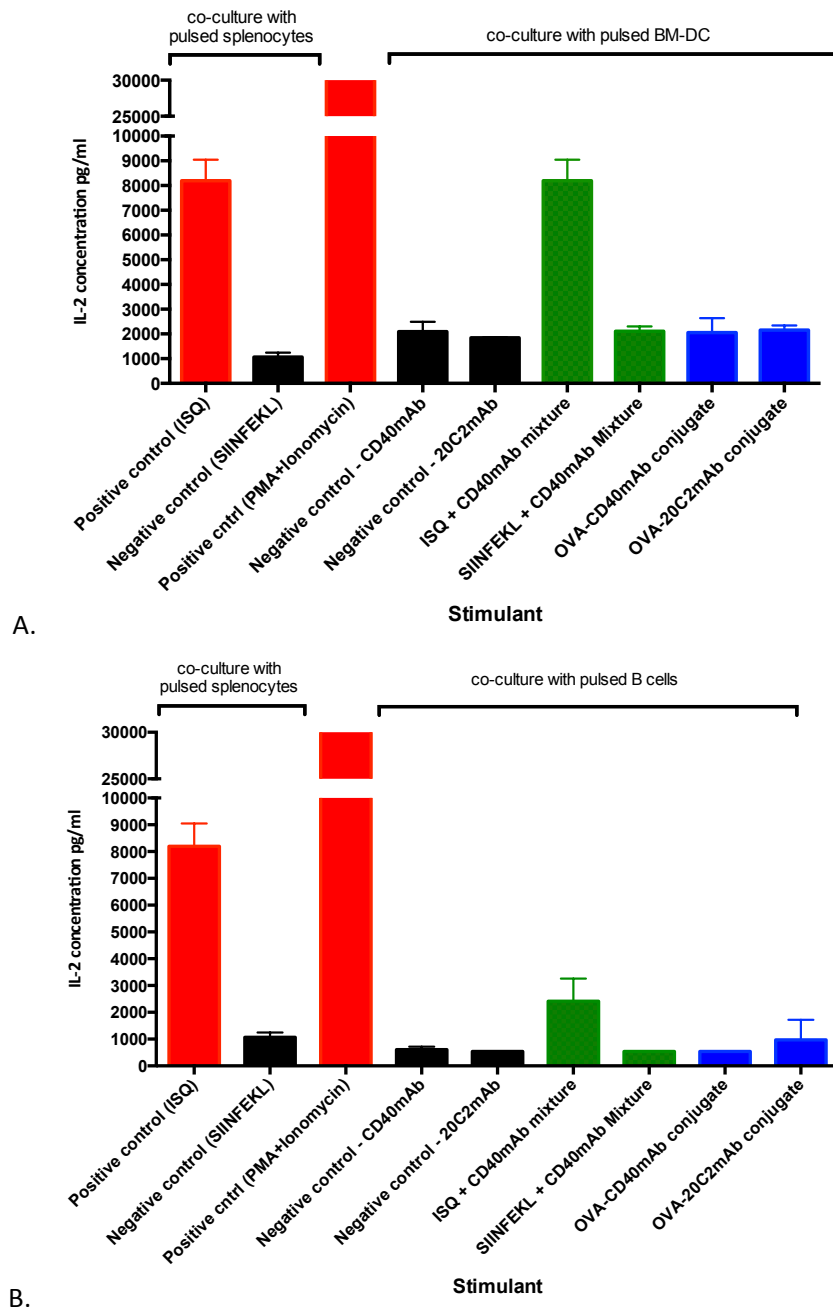 co-culture with
pulsed splenocytes
co-culture with pulsed BM-DC
30000
25000
10000
9000
8000
7000
6000
5000
4000
3000
2000
1000
0
IL-2 concentration pg/ml
Positive control (ISQ)
Negative control (SIINFEKL)
Positive cntrl (PMA+Ionomycin)
Negative control - CD40mAb
Negative control - 20C2mAb
ISQ + CD40mAb mixture
SIINFEKL + CD40mAb Mixture
OVA-CD40mAb conjugate
OVA-20C2mAb conjugate
Stimulant
A.
co-culture with
pulsed splenocytes
co-culture with pulsed B cells
30000
25000
10000
9000
8000
7000
6000
5000
4000
3000
2000
1000
0
IL-2 concentration pg/ml
Positive control (ISQ)
Negative control (SIINFEKL)
Positive cntrl (PMA+Ionomycin)
Negative control - CD40mAb
Negative control - 20C2mAb
ISQ + CD40mAb mixture
SIINFEKL + CD40mAb Mixture
OVA-CD40mAb conjugate
OVA-20C2mAb conjugate
Stimulant
B.